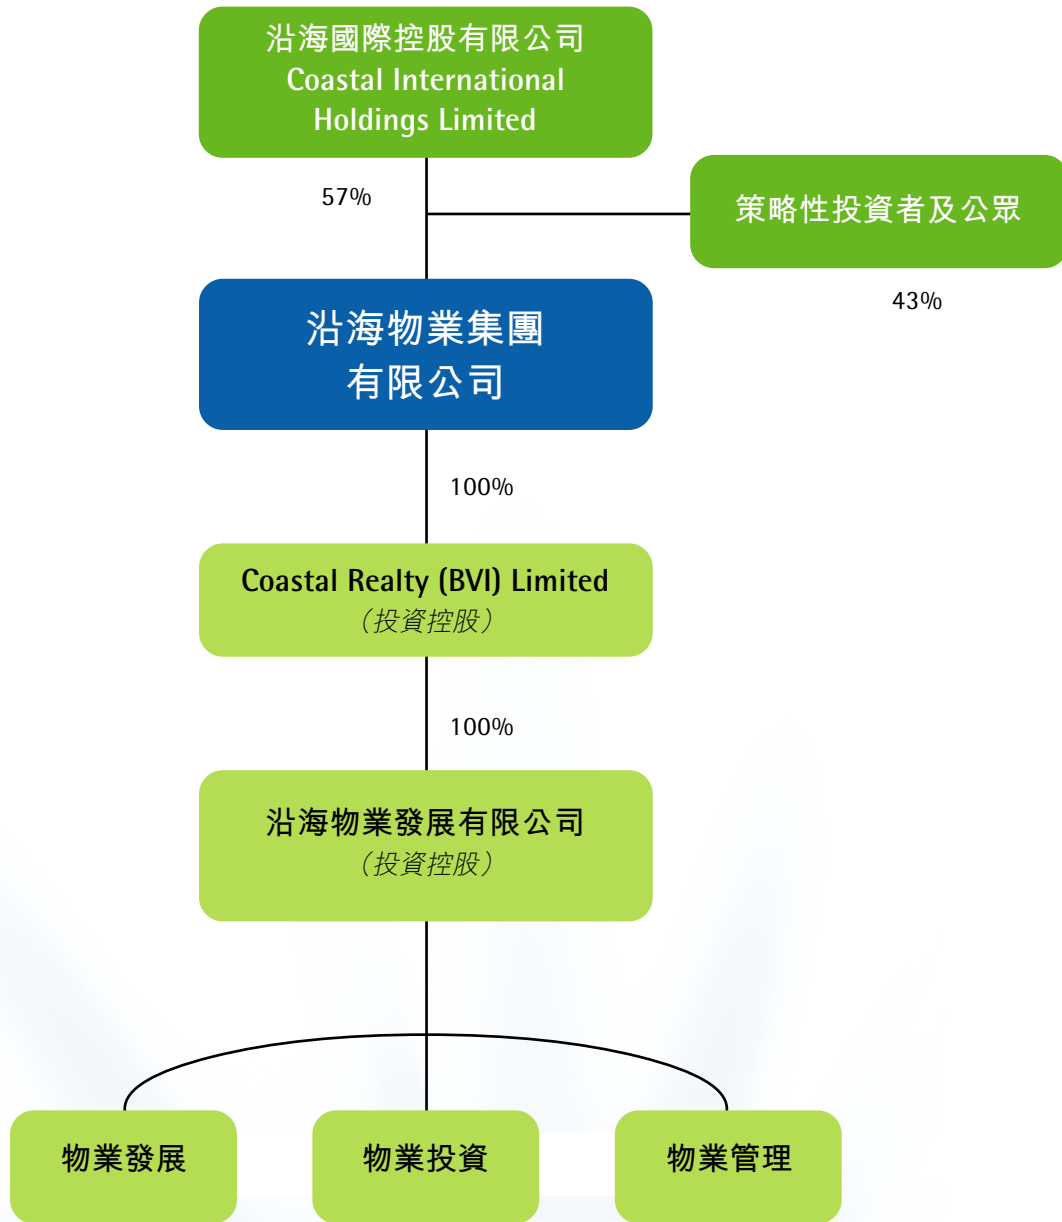 沿海國際控股有限公司
Coastal International
Holdings Limited
57%
策略性投資者及公眾
43%
沿海物業集團
有限公司
100%
Coastal Realty (BVI) Limited
（投資控股）
100%
沿海物業發展有限公司
（投資控股）
物業發展
物業投資
物業管理